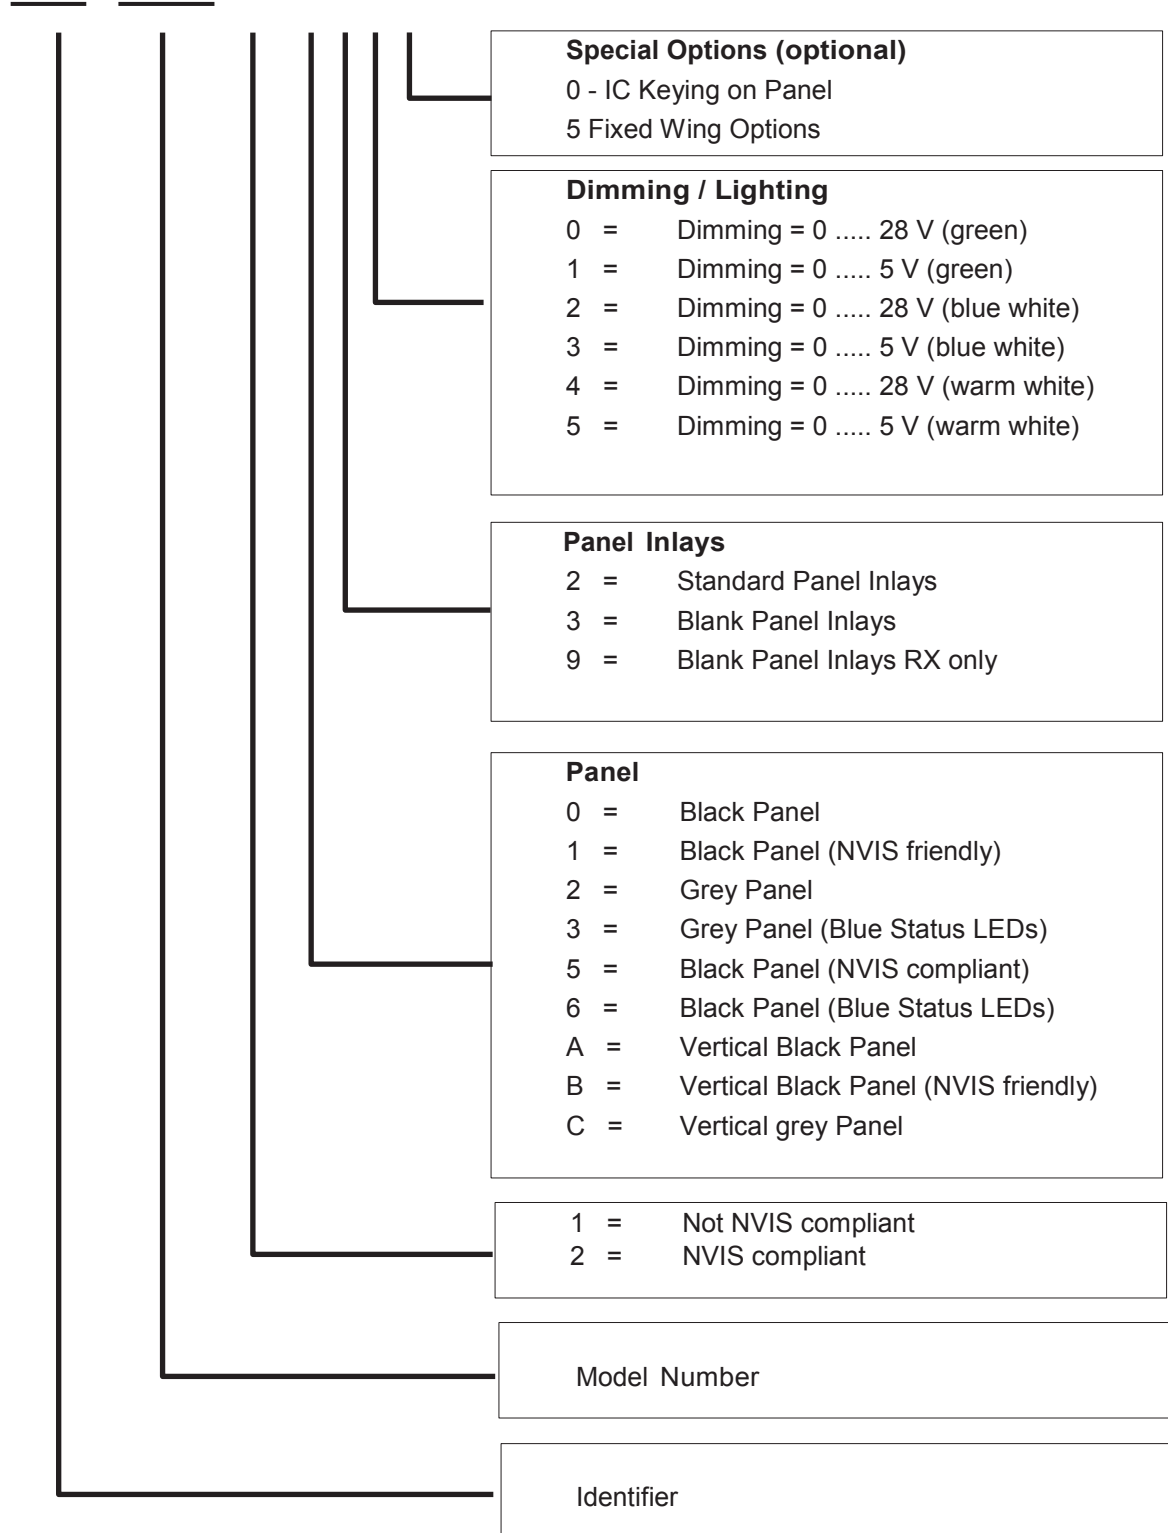 Special Options (optional)
0 - IC Keying on Panel
5 Fixed Wing Options
Dimming / Lighting
0 = Dimming = 0 ..... 28 V (green)
1 = Dimming = 0 ..... 5 V (green)
2 = Dimming = 0 ..... 28 V (blue white)
3 = Dimming = 0 ..... 5 V (blue white)
4 = Dimming = 0 ..... 28 V (warm white)
5 = Dimming = 0 ..... 5 V (warm white)
Panel Inlays
2 = Standard Panel Inlays
3 = Blank Panel Inlays
9 = Blank Panel Inlays RX only
Panel
0 = Black Panel
1 = Black Panel (NVIS friendly)
2 = Grey Panel
3 = Grey Panel (Blue Status LEDs)
5 = Black Panel (NVIS compliant)
6 = Black Panel (Blue Status LEDs)
A = Vertical Black Panel
B = Vertical Black Panel (NVIS friendly)
C = Vertical grey Panel
1 = Not NVIS compliant
2 = NVIS compliant
Model Number
Identifier